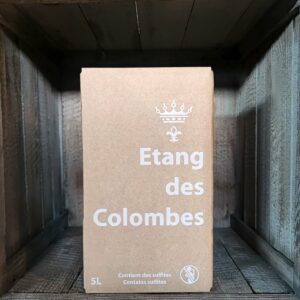 Etang
des
Colombes
5L
Contient des sulfites
Contains sulfites